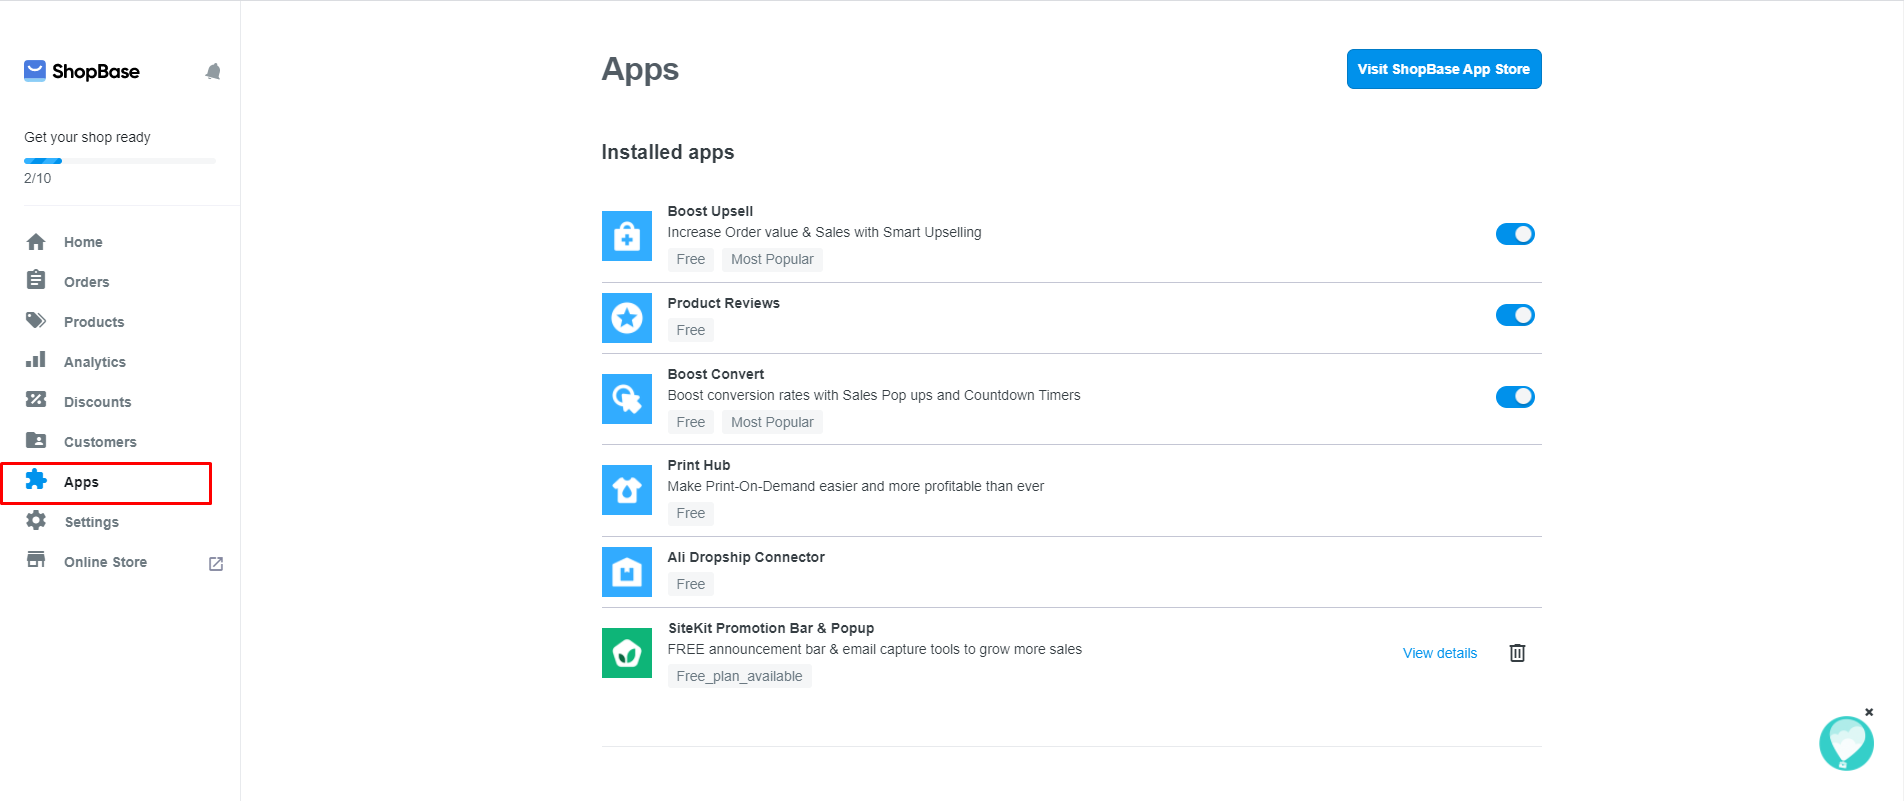 ShopBase
Get your shop ready
2/10
Home
Orders
Products
Analytics
Discounts
Customers
Apps
Settings
Online Store
Apps
Visit ShopBase App Store
Installed apps
Boost Upsell
Increase Order value & Sales with Smart Upselling
Free Most Popular
Product Reviews
Free
Boost Convert
Boost conversion rates with Sales Pop ups and Countdown Timers
Free Most Popular
Print Hub
Make Print-On-Demand easier and more profitable than ever
Free
Ali Dropship Connector
Free
SiteKit Promotion Bar & Popup
FREE announcement bar & email capture tools to grow more sales
Free_plan_available
View details